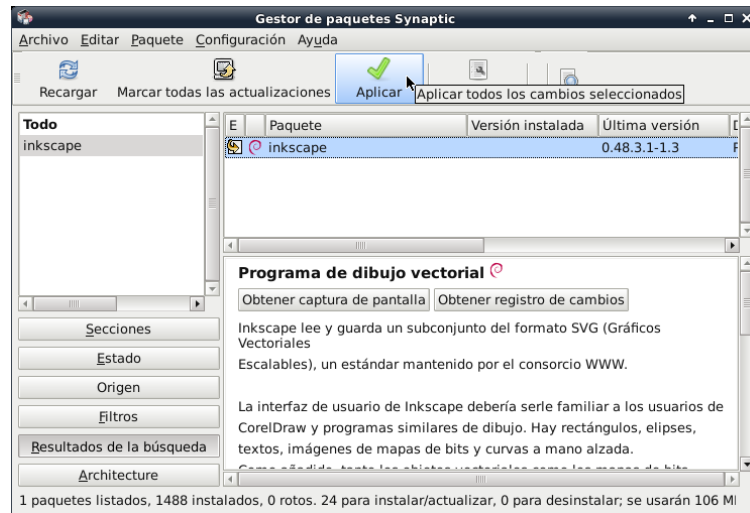 Gestor de paquetes Synaptic
Archivo Editar Paquete Configuración Ayuda
Recargar Marcar todas las actualizaciones Aplicar
Aplicar todos los cambios seleccionados
Todo
inkscape
E Paquete Versión instalada Última versión
inkscape 0.48.3.1-1.3
Programa de dibujo vectorial
Obtener captura de pantalla Obtener registro de cambios
Inkscape lee y guarda un subconjunto del formato SVG (Gráficos
Vectoriales
Escalables), un estándar mantenido por el consorcio WWW.
La interfaz de usuario de Inkscape debería serle familiar a los usuarios de
CorelDraw y programas similares de dibujo. Hay rectángulos, elipses,
textos, imágenes de mapas de bits y curvas a mano alzada.
Secciones
Estado
Origen
Filtros
Resultados de la búsqueda
Architecture
1 paquetes listados, 1488 instalados, 0 rotos. 24 para instalar/actualizar, 0 para desinstalar; se usarán 106